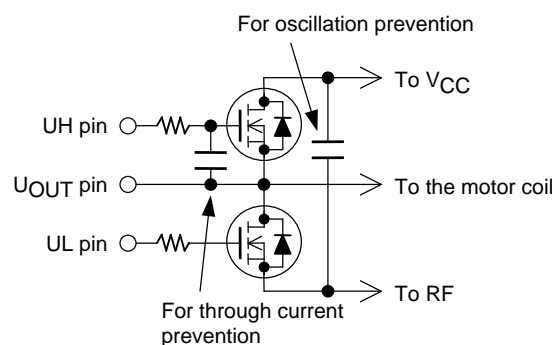 For oscillation prevention
To VCC
UH pin
UOUT pin
To the motor coil
UL pin
To RF
For through current
prevention